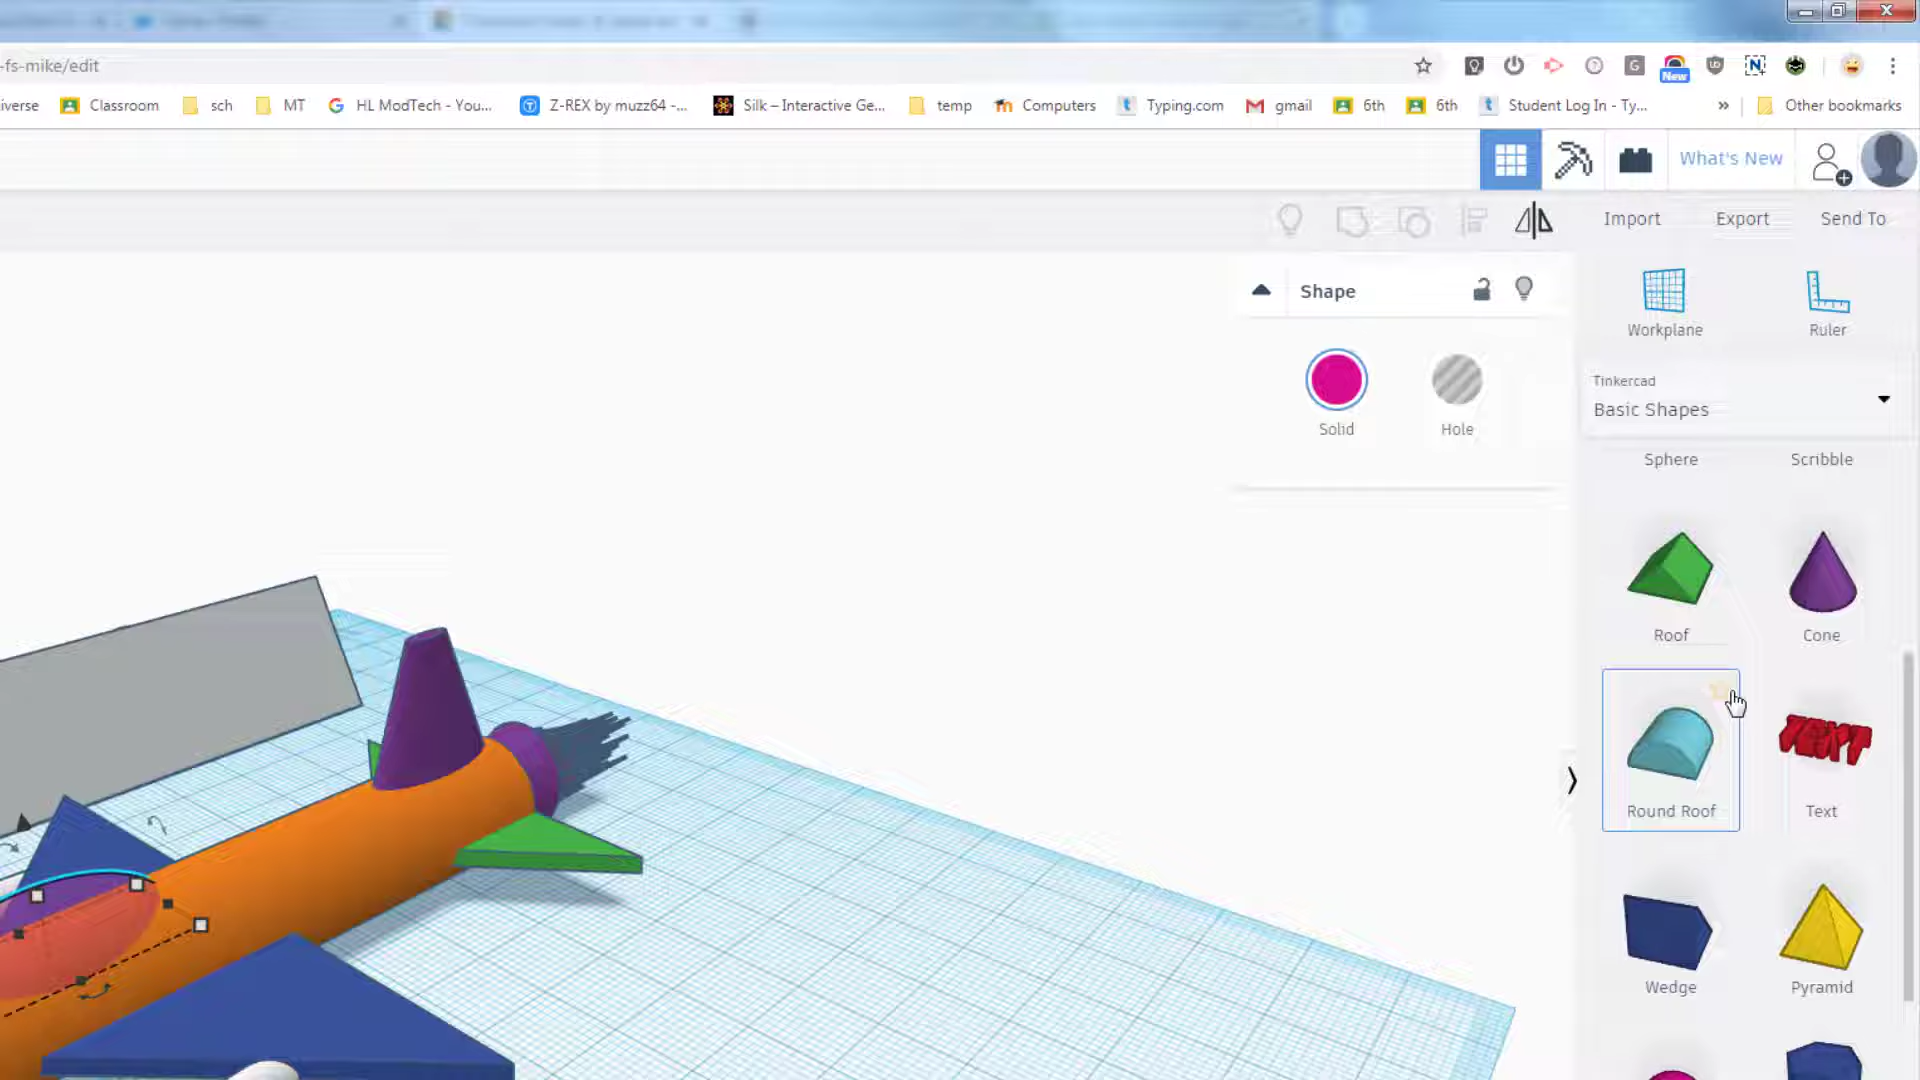 -fs-mike/edit
New
iverse Classroom sch MT HL ModTech - You... Z-REX by muzz64 -... Silk – Interactive Ge... temp Computers Typing.com gmail 6th 6th Student Log In - Ty... » Other bookmarks
What's New
Import Export Send To
Shape
Workplane Ruler
Tinkercad
Basic Shapes
Solid Hole
Sphere Scribble
Roof Cone
TEXT
Round Roof Text
Wedge Pyramid